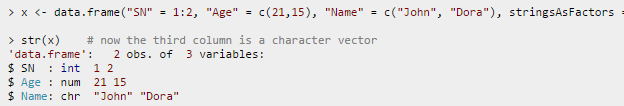 > x <- data.frame("SN" = 1:2, "Age" = c(21,15), "Name" = c("John", "Dora"), stringsAsFactors =
> str(x)    # now the third column is a character vector
'data.frame':   2 obs. of  3 variables:
$ SN  : int  1 2
$ Age : num  21 15
$ Name: chr  "John" "Dora"